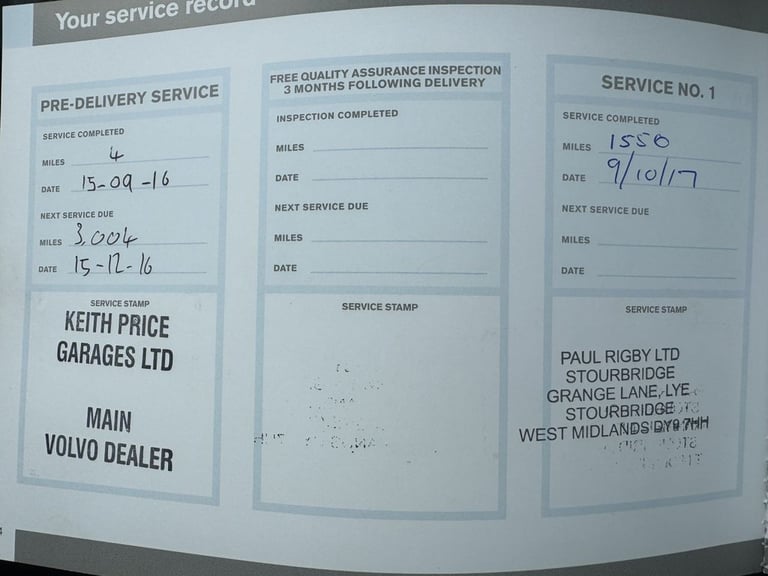 Your service record
PRE-DELIVERY SERVICE
SERVICE COMPLETED
MILES 4
DATE 15-09-16
NEXT SERVICE DUE
MILES 3,004
DATE 15-12-16
SERVICE STAMP
KEITH PRICE
GARAGES LTD
MAIN
VOLVO DEALER
FREE QUALITY ASSURANCE INSPECTION
3 MONTHS FOLLOWING DELIVERY
INSPECTION COMPLETED
MILES
DATE
NEXT SERVICE DUE
MILES
DATE
SERVICE STAMP
SERVICE NO. 1
SERVICE COMPLETED
MILES 1550
DATE 9/10/17
NEXT SERVICE DUE
MILES
DATE
SERVICE STAMP
PAUL RIGBY LTD
STOURBRIDGE
GRANGE LANE, LYE
STOURBRIDGE
WEST MIDLANDS DY9 7HH